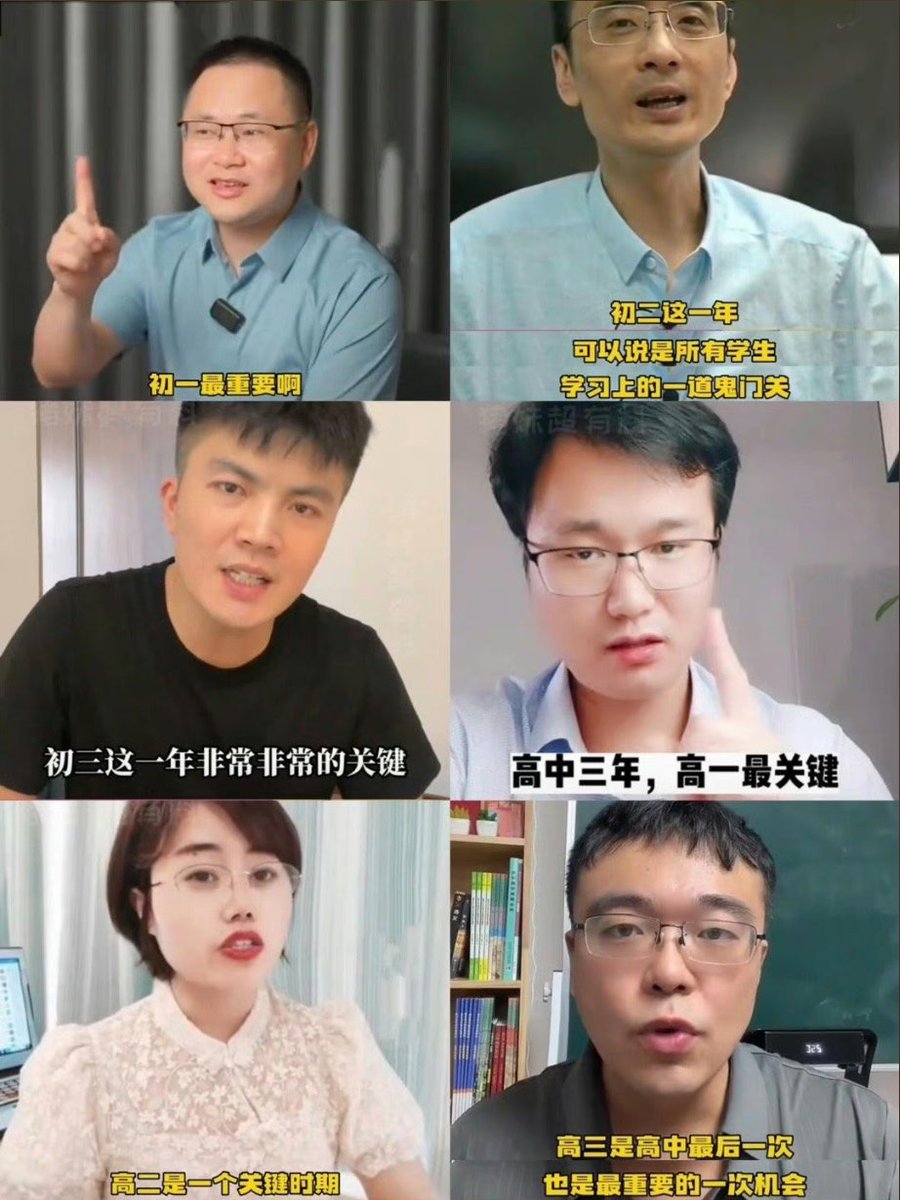 初一最重要啊
初二这一年
可以说是所有学生
学习上的一道鬼门关
初三这一年非常非常的关键
高中三年，高一最关键
高二是一个关键时期
高三是高中最后一次
也是最重要的一次机会